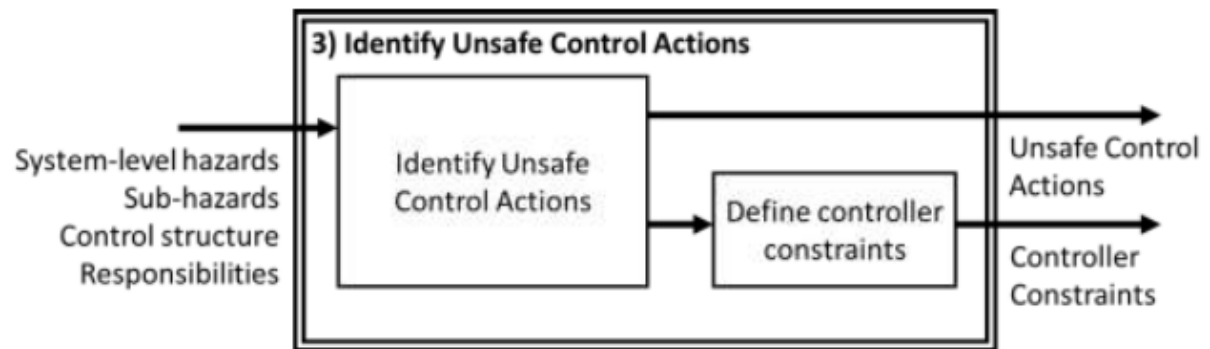 3) Identify Unsafe Control Actions
System-level hazards
Sub-hazards
Control structure
Responsibilities
Identify Unsafe
Control Actions
Define controller
constraints
Unsafe Control
Actions
Controller
Constraints